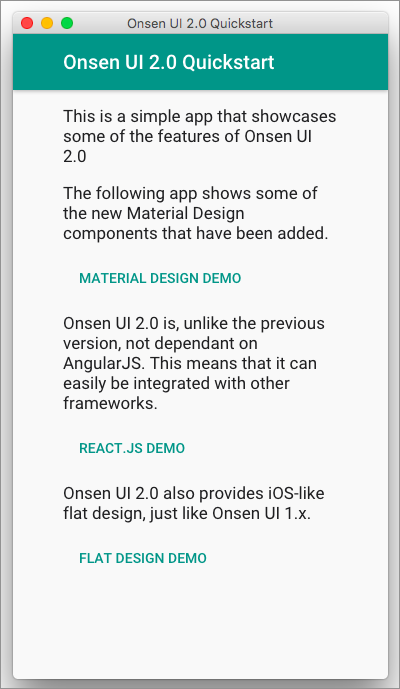 Onsen UI 2.0 Quickstart
Onsen UI 2.0 Quickstart
This is a simple app that showcases
some of the features of Onsen UI
2.0
The following app shows some of
the new Material Design
components that have been added.
MATERIAL DESIGN DEMO
Onsen UI 2.0 is, unlike the previous
version, not dependant on
AngularJS. This means that it can
easily be integrated with other
frameworks.
REACT.JS DEMO
Onsen UI 2.0 also provides iOS-like
flat design, just like Onsen UI 1.x.
FLAT DESIGN DEMO